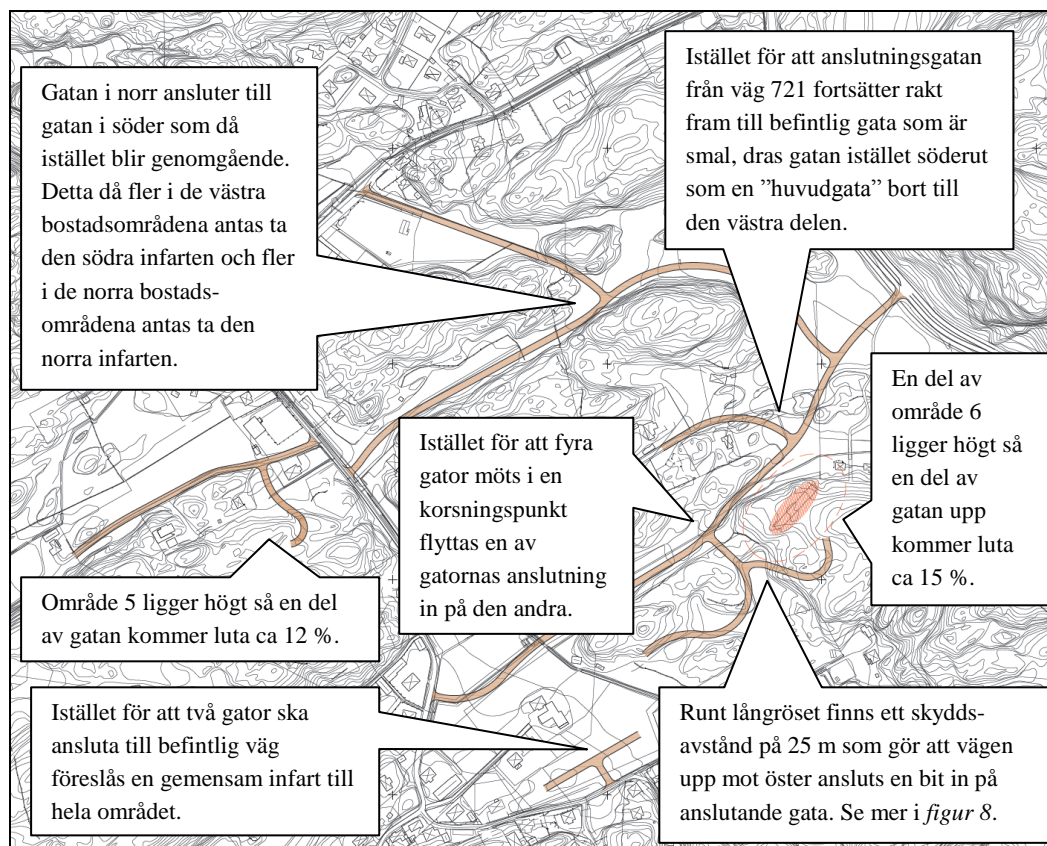 Gatan i norr ansluter till
gatan i söder som då
istället blir genomgående.
Detta då fler i de västra
bostadsområdena antas ta
den södra infarten och fler
i de norra bostads-
områdena antas ta den
norra infarten.
Istället för att anslutningsgatan
från väg 721 fortsätter rakt
fram till befintlig gata som är
smal, dras gatan istället söderut
som en ”huvudgata” bort till
den västra delen.
En del av
område 6
ligger högt så
en del av
gatan upp
kommer luta
ca 15 %.
Istället för att fyra
gator möts i en
korsningspunkt
flyttas en av
gatornas anslutning
in på den andra.
Område 5 ligger högt så en del
av gatan kommer luta ca 12 %.
Istället för att två gator ska
ansluta till befintlig väg
föreslås en gemensam infart till
hela området.
Runt långröset finns ett skydds-
avstånd på 25 m som gör att vägen
upp mot öster ansluts en bit in på
anslutande gata. Se mer i figur 8.